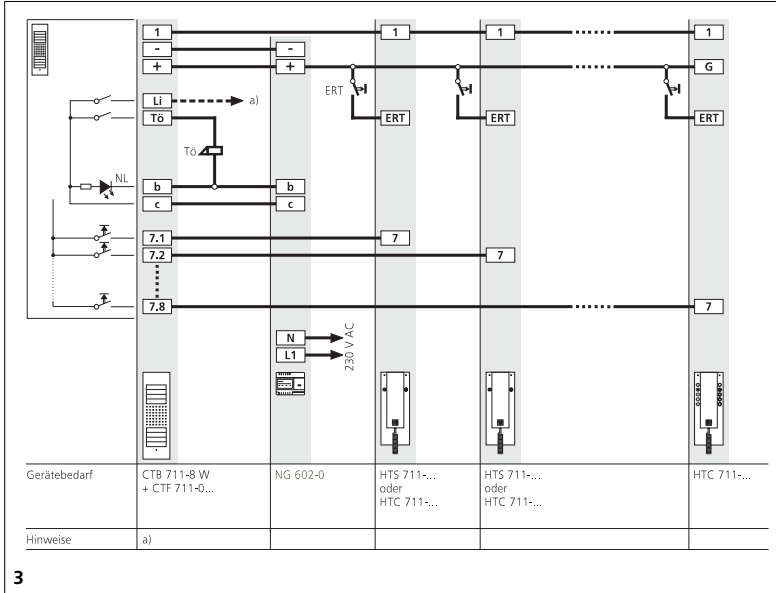 1 1 1 1
- -
+ + G
ERT
Li a)
Tö ERT ERT ERT
Tö
NL
b b
c c
7.1 7
7.2 7
7.8 7
N
L1
230 V AC
Gerätebedarf
CTB 711-8 W
+ CTF 711-0...
NG 602-0
HTS 711-...
oder
HTC 711-...
HTS 711-...
oder
HTC 711-...
HTC 711-...
Hinweise a)
3